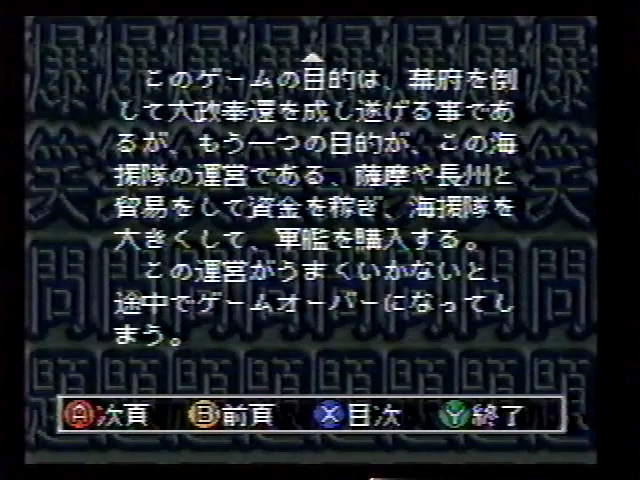 このゲームの目的は、幕府を倒
して大政奉還を成し遂げる事であ
るが、もう一つの目的が、この海
援隊の運営である、薩摩や長州と
貿易をして資金を稼ぎ、海援隊を
大きくして、軍艦を購入する。
この運営がうまくいかないと、
途中でゲームオーバーになってし
まう。
A次頁 B前頁 X目次 Y終了